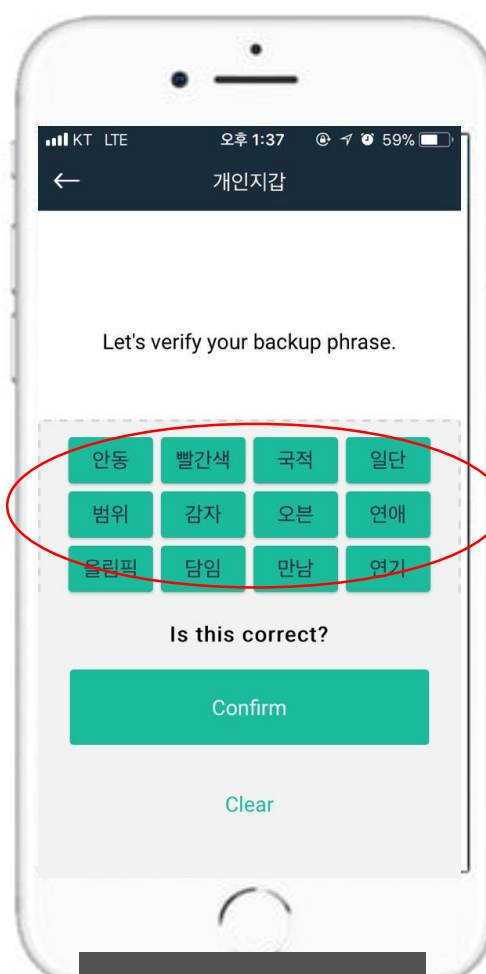 KT LTE 오후 1:37 59%
개인지갑
Let's verify your backup phrase.
안동 빨간색 국적 일단
범위 감자 오븐 연애
올림픽 담임 만남 연기
Is this correct?
Confirm
Clear